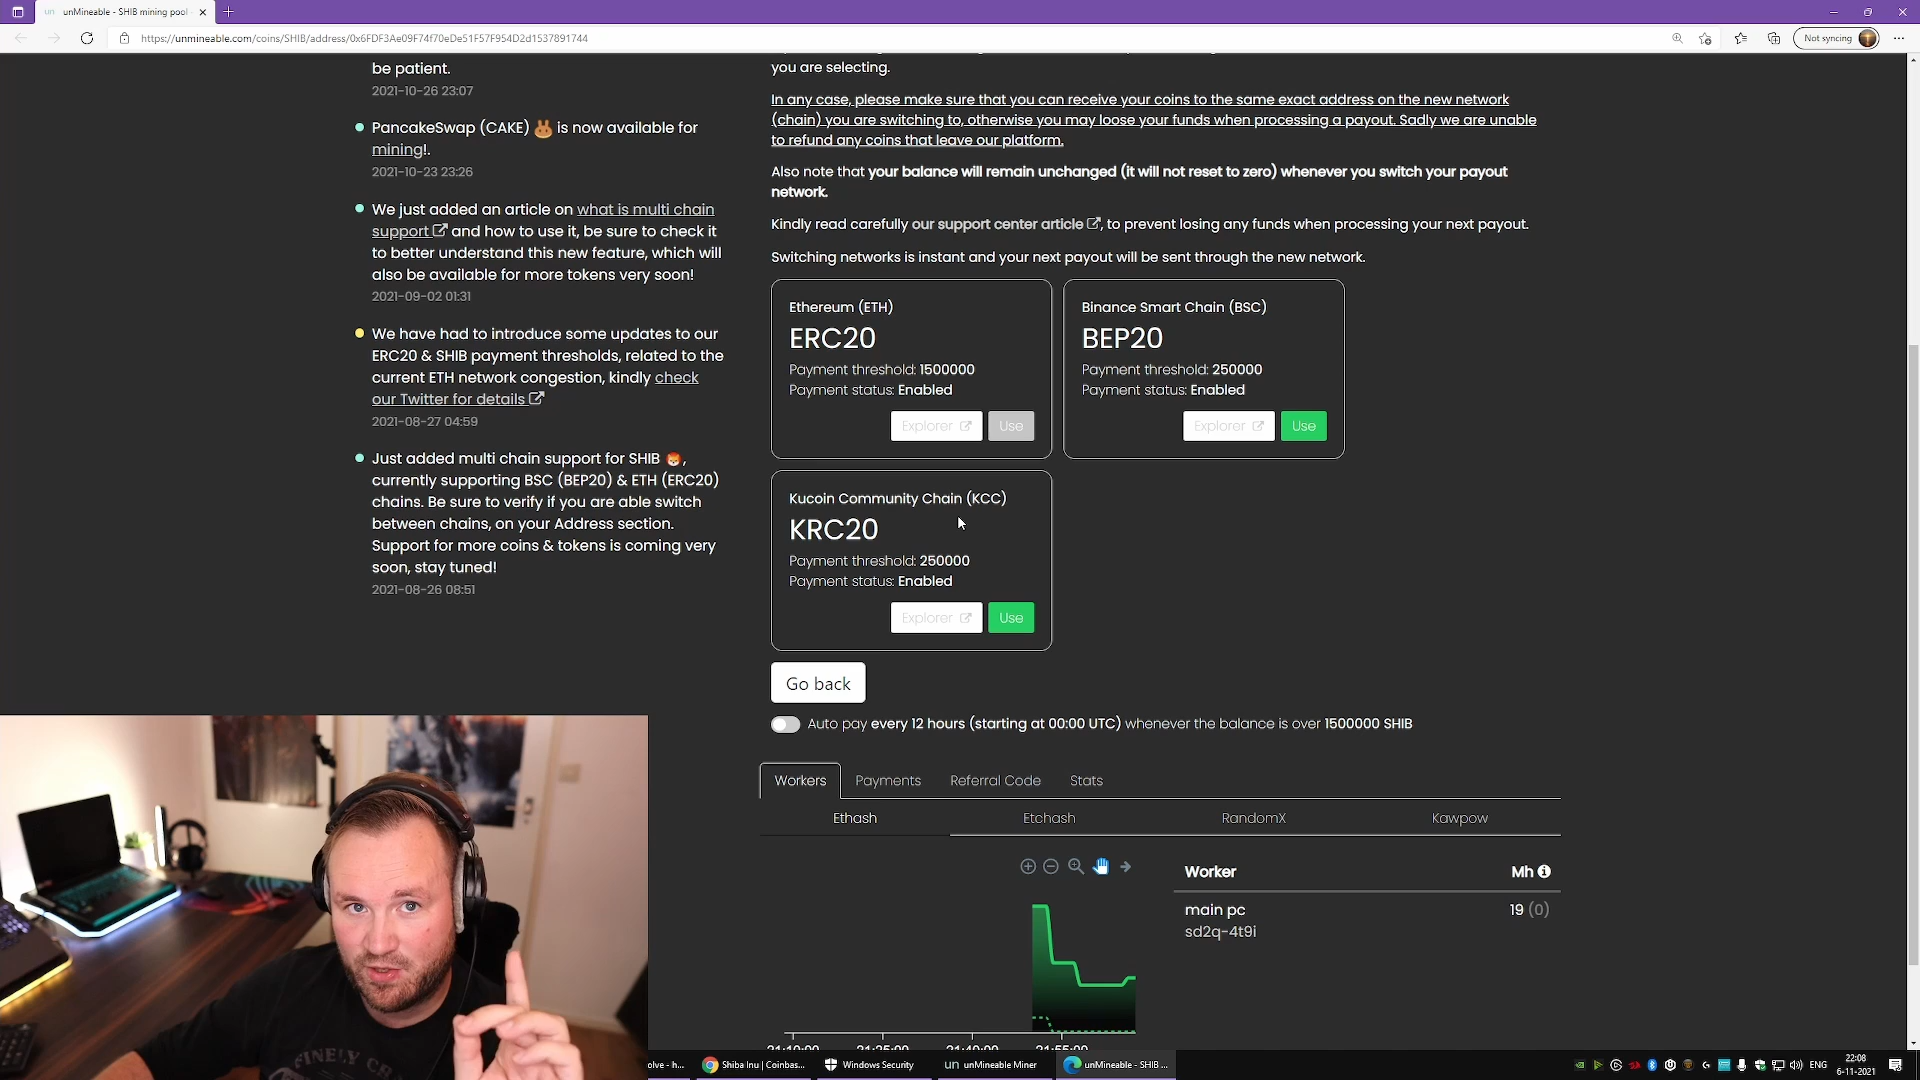 unMineable - SHIB mining pool
https://unmineable.com/coins/SHIB/address/0x6FDF3Ae09F74f70eDe51F57F954D2d1537891744
Not syncing
be patient.
2021-10-26 23:07
PancakeSwap (CAKE) 🥞 is now available for
mining!.
2021-10-23 23:26
We just added an article on what is multi chain
support and how to use it, be sure to check it
to better understand this new feature, which will
also be available for more tokens very soon!
2021-09-02 01:31
We have had to introduce some updates to our
ERC20 & SHIB payment thresholds, related to the
current ETH network congestion, kindly check
our Twitter for details
2021-08-27 04:59
Just added multi chain support for SHIB ,
currently supporting BSC (BEP20) & ETH (ERC20)
chains. Be sure to verify if you are able switch
between chains, on your Address section.
Support for more coins & tokens is coming very
soon, stay tuned!
2021-08-26 08:51
you are selecting.
In any case, please make sure that you can receive your coins to the same exact address on the new network
(chain) you are switching to, otherwise you may loose your funds when processing a payout. Sadly we are unable
to refund any coins that leave our platform.
Also note that your balance will remain unchanged (it will not reset to zero) whenever you switch your payout
network.
Kindly read carefully our support center article, to prevent losing any funds when processing your next payout.
Switching networks is instant and your next payout will be sent through the new network.
Ethereum (ETH)
ERC20
Payment threshold: 1500000
Payment status: Enabled
Explorer Use
Binance Smart Chain (BSC)
BEP20
Payment threshold: 250000
Payment status: Enabled
Explorer Use
Kucoin Community Chain (KCC)
KRC20
Payment threshold: 250000
Payment status: Enabled
Explorer Use
Go back
Auto pay every 12 hours (starting at 00:00 UTC) whenever the balance is over 1500000 SHIB
Workers Payments Referral Code Stats
Ethash Etchash RandomX Kawpow
Worker Mh
main pc 19 (0)
sd2q-4t9i
21:10:00 21:25:00 21:40:00 21:55:00
FINELY C
olve - h... Shiba Inu | Coinbas... Windows Security unMineable Miner unMineable - SHIB ...
ENG
22:08
6-11-2021